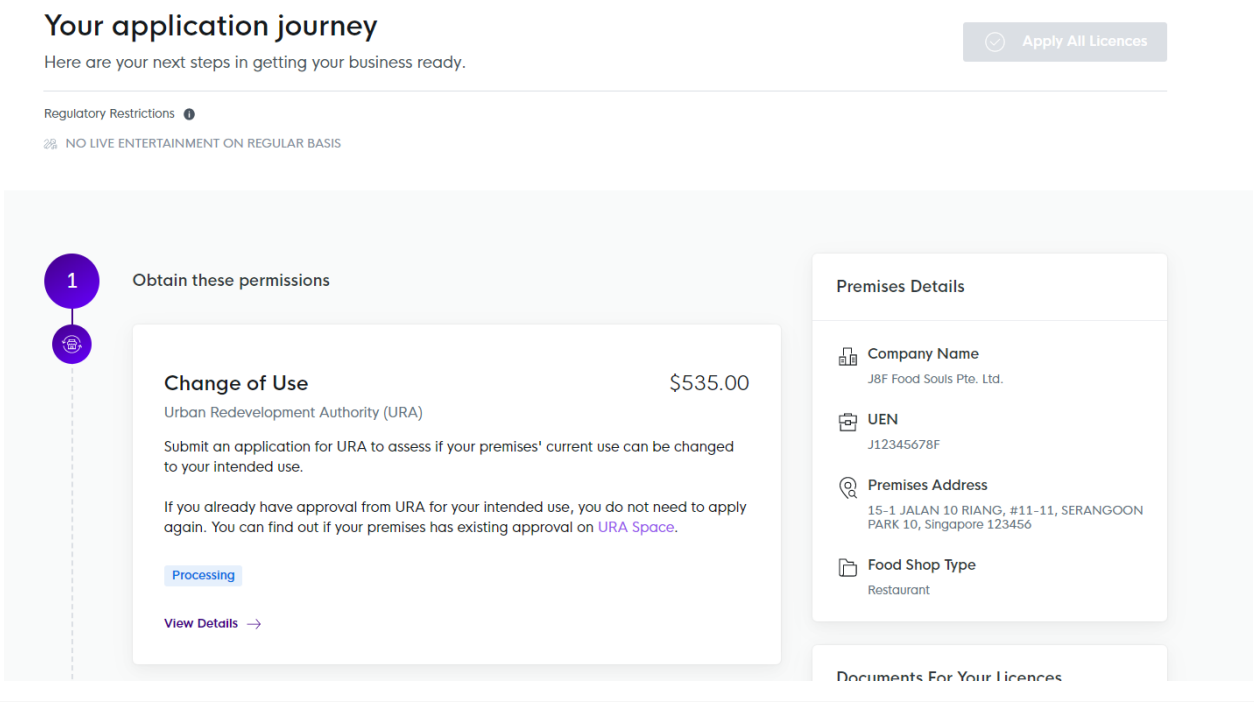 Your application journey
Here are your next steps in getting your business ready.
Apply All Licences
Regulatory Restrictions
NO LIVE ENTERTAINMENT ON REGULAR BASIS
1
Obtain these permissions
Change of Use
$535.00
Urban Redevelopment Authority (URA)
Submit an application for URA to assess if your premises' current use can be changed
to your intended use.
If you already have approval from URA for your intended use, you do not need to apply
again. You can find out if your premises has existing approval on URA Space.
Processing
View Details →
Premises Details
Company Name
J8F Food Souls Pte. Ltd.
UEN
J12345678F
Premises Address
15-1 JALAN 10 RIANG, #11-11, SERANGOON
PARK 10, Singapore 123456
Food Shop Type
Restaurant
Documents For Your Licences